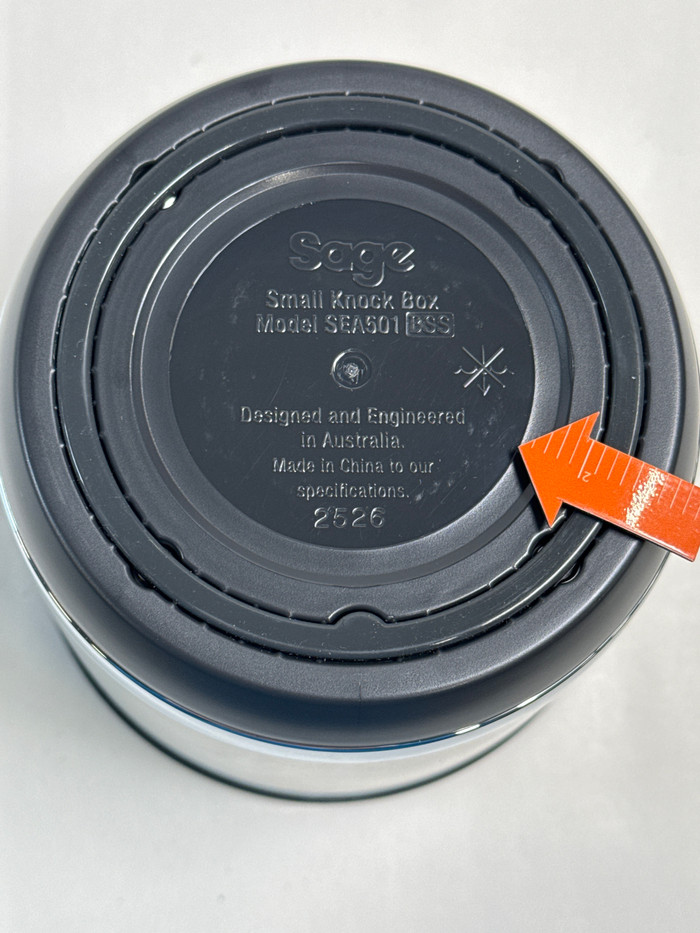 Sage
Small Knock Box
Model SEA501 BSS
Designed and Engineered
in Australia.
Made in China to our
specifications.
2526
2